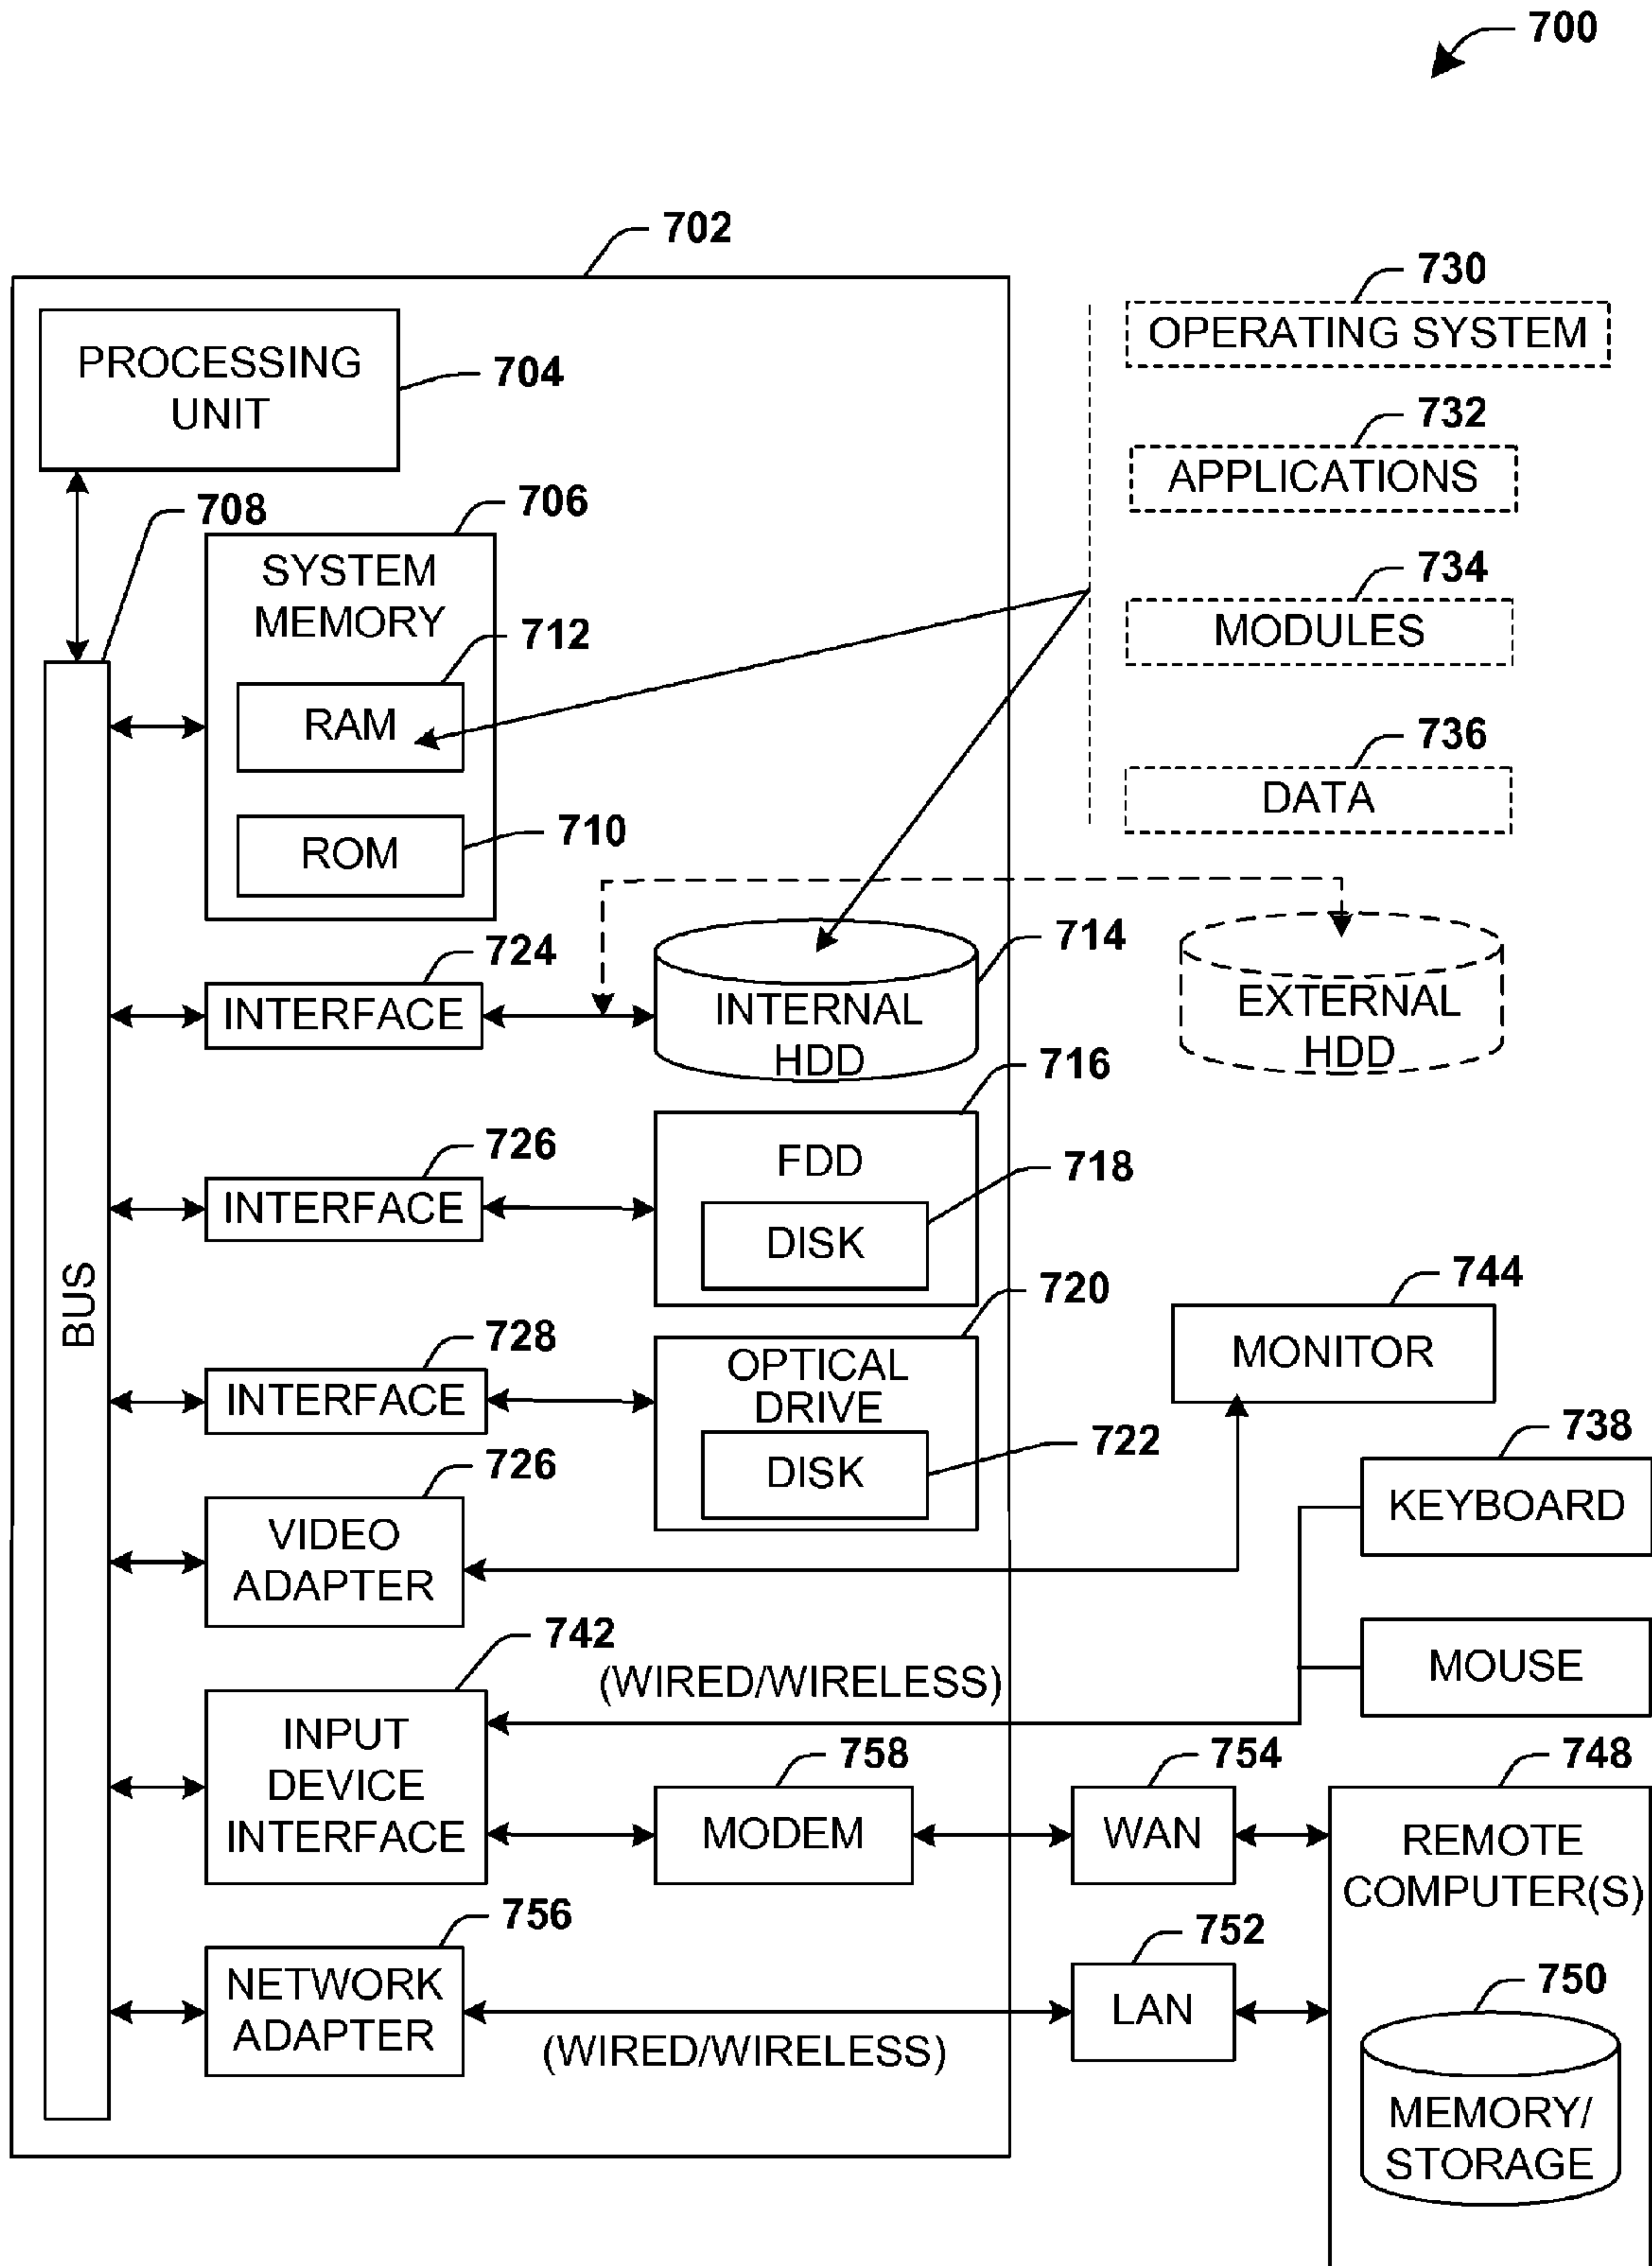 700
702
730
OPERATING SYSTEM
PROCESSING
UNIT
704
732
APPLICATIONS
708
706
SYSTEM
MEMORY
734
MODULES
712
RAM
736
DATA
710
ROM
724
INTERFACE
714
INTERNAL
HDD
EXTERNAL
HDD
716
726
INTERFACE
FDD
718
DISK
BUS
720
744
MONITOR
728
INTERFACE
OPTICAL
DRIVE
722
DISK
738
KEYBOARD
726
VIDEO
ADAPTER
742
(WIRED/WIRELESS)
MOUSE
INPUT
DEVICE
INTERFACE
758
MODEM
754
WAN
748
REMOTE
COMPUTER(S)
756
NETWORK
ADAPTER
(WIRED/WIRELESS)
752
LAN
750
MEMORY/
STORAGE